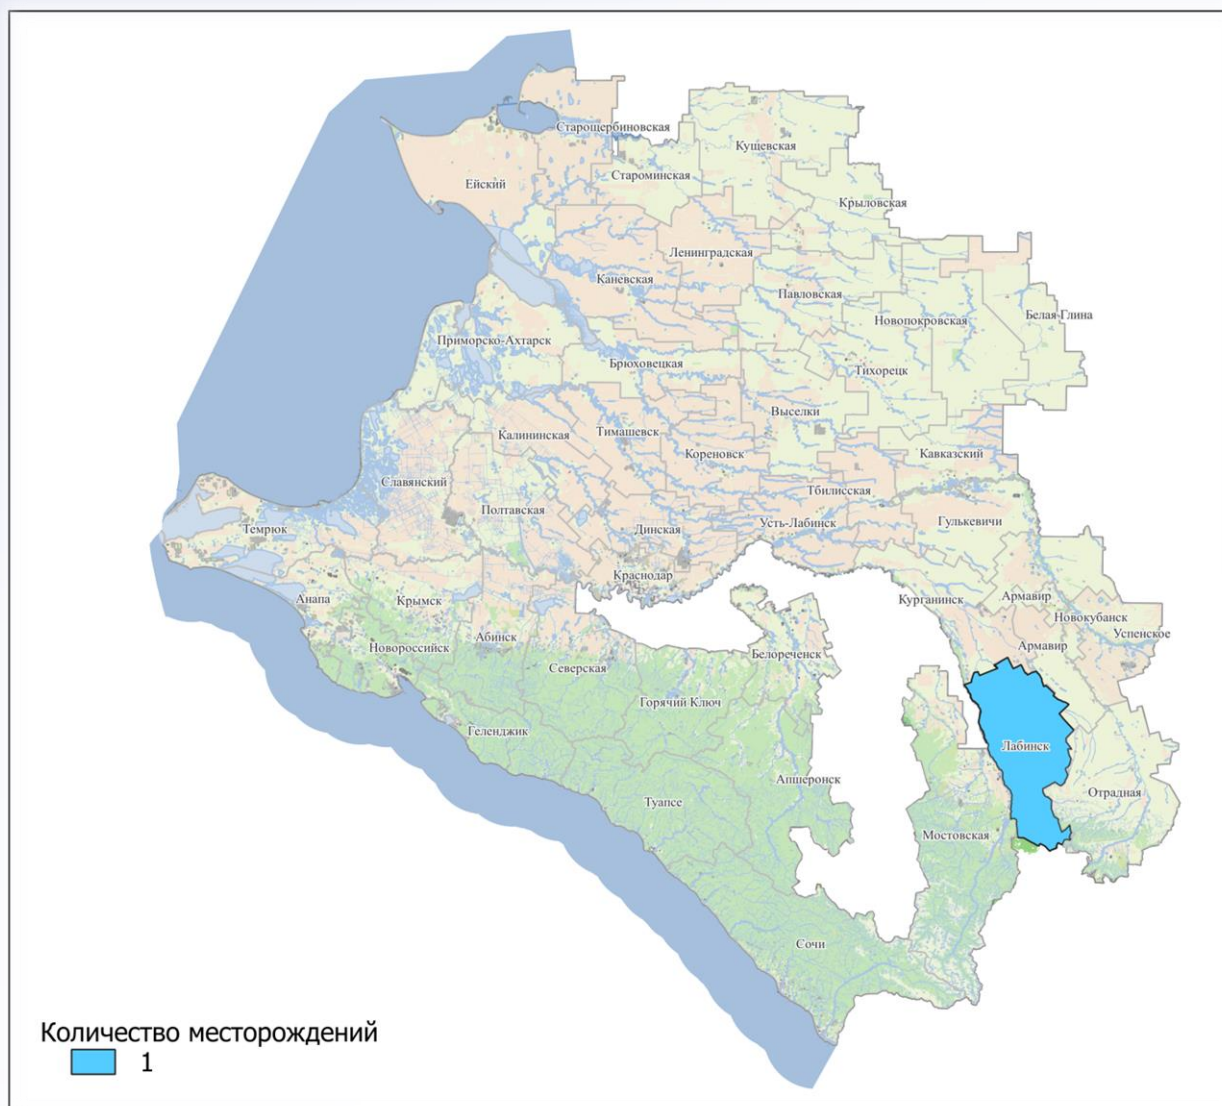 Старощербиновская
Кущевская
Староминская
Ейский
Крыловская
Ленинградская
Каневская
Павловская
Белая Глина
Новопокровская
Приморско-Ахтарск
Брюховецкая
Тихорецк
Выселки
Тимашевск
Калининская
Кореновск
Кавказский
Славянский
Тбилисская
Полтавская
Усть-Лабинск
Гулькевичи
Темрюк
Динская
Краснодар
Армавир
Анапа
Крымск
Курганинск
Новокубанск
Успенское
Абинск
Новороссийск
Армавир
Белореченск
Северская
Горячий Ключ
Геленджик
Лабинск
Апшеронск
Отрадная
Туапсе
Мостовская
Сочи
Количество месторождений
1